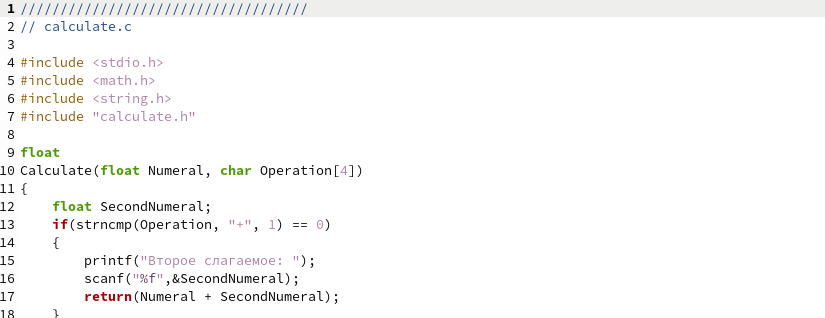 1 ////////////////////////////////////
2 // calculate.c
3
4 #include <stdio.h>
5 #include <math.h>
6 #include <string.h>
7 #include "calculate.h"
8
9 float
10 Calculate(float Numeral, char Operation[4])
11 {
12     float SecondNumeral;
13     if(strncmp(Operation, "+", 1) == 0)
14     {
15         printf("Второе слагаемое: ");
16         scanf("%f",&SecondNumeral);
17         return(Numeral + SecondNumeral);
18     }